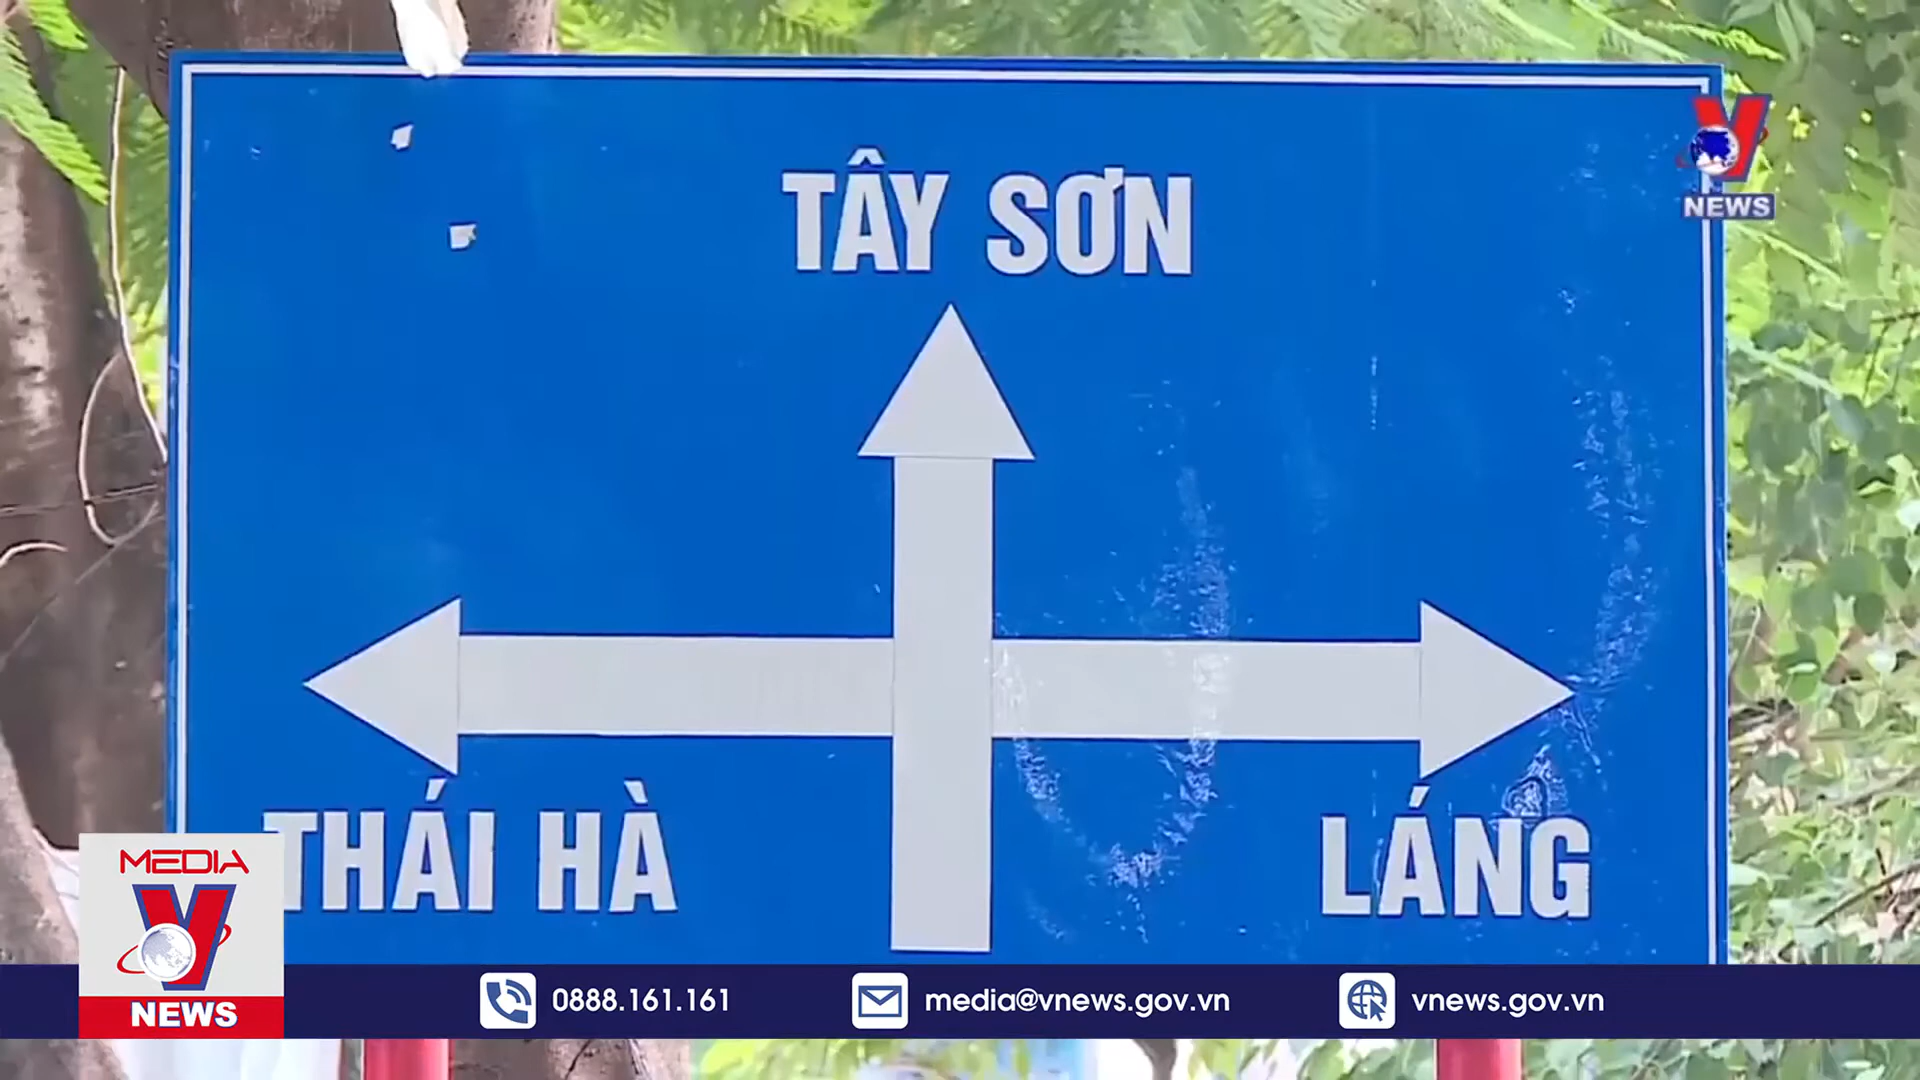 TÂY SƠN
NEWS
THÁI HÀ
LÁNG
MEDIA
NEWS
0888.161.161
media@vnews.gov.vn
vnews.gov.vn